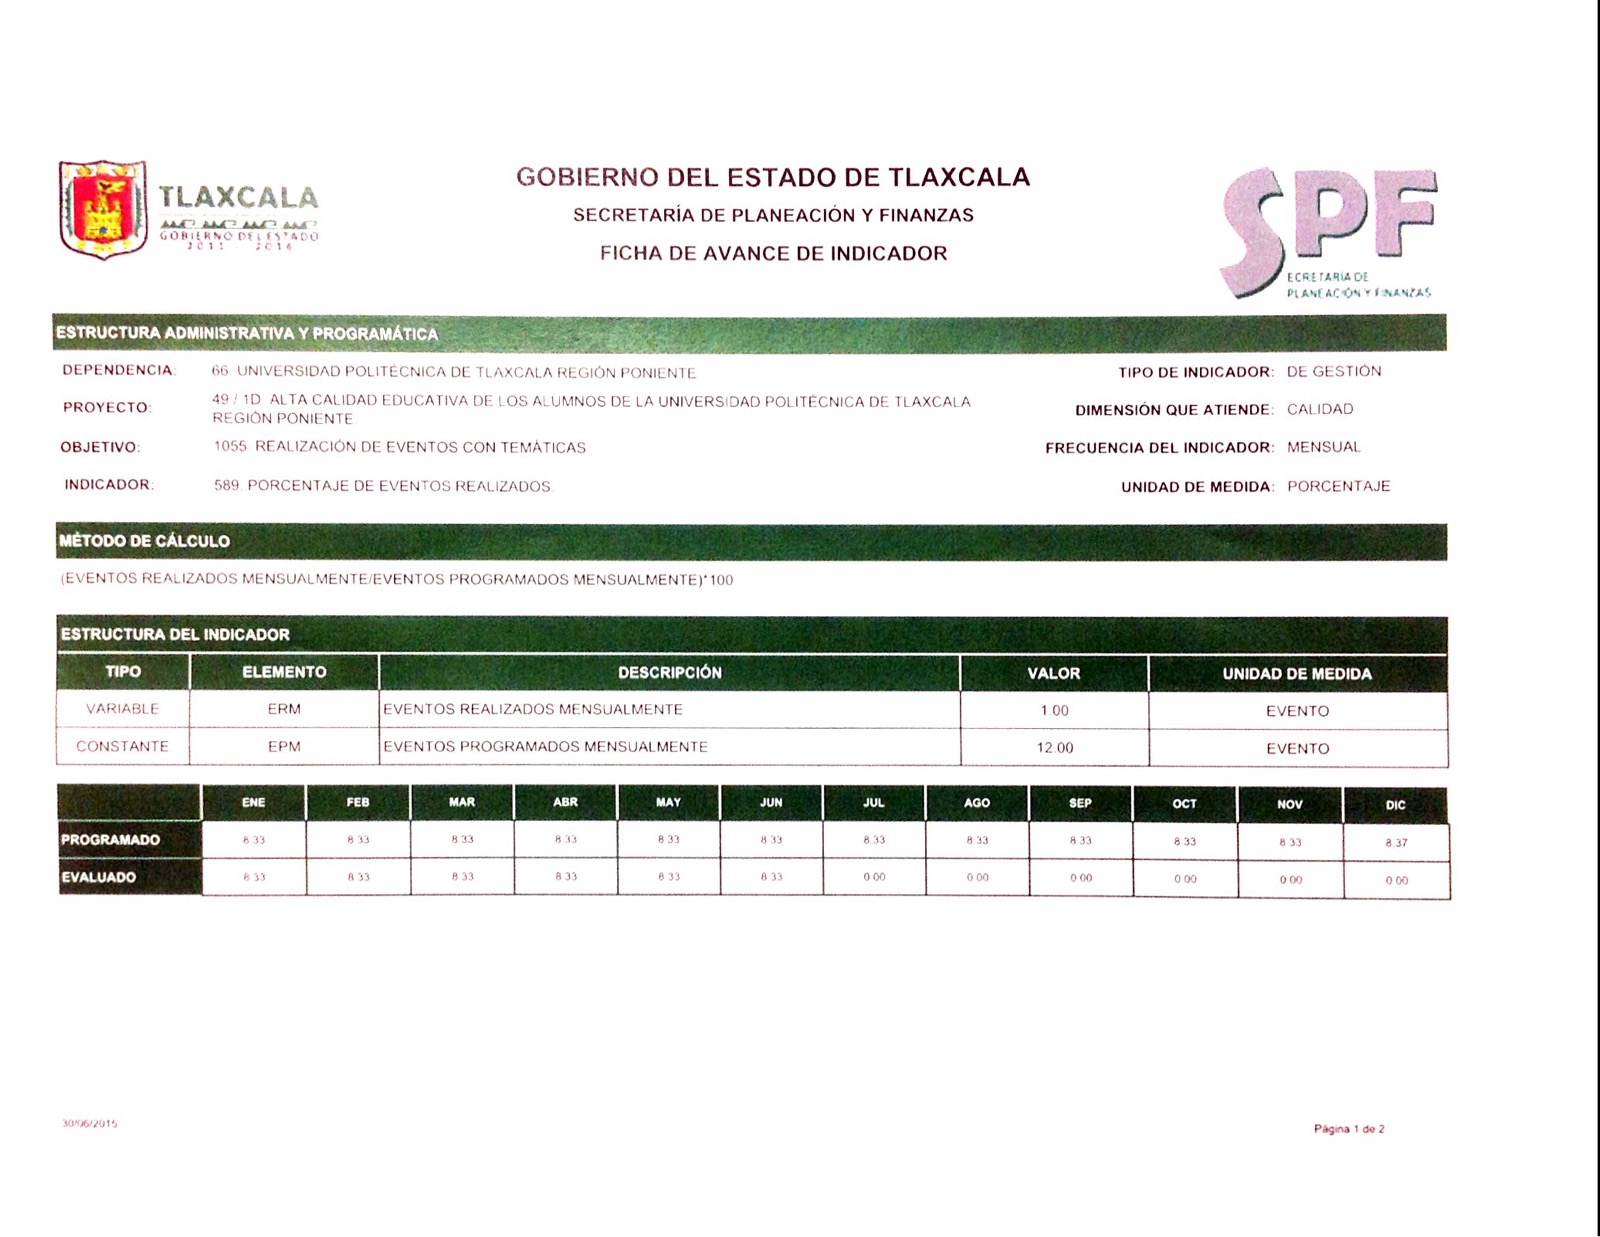 TLAXCALA
GOBIERNO DEL ESTADO
2011 2016
GOBIERNO DEL ESTADO DE TLAXCALA
SECRETARÍA DE PLANEACIÓN Y FINANZAS
FICHA DE AVANCE DE INDICADOR
SPF
ECRETARÍA DE
PLANEACIÓN Y FINANZAS
ESTRUCTURA ADMINISTRATIVA Y PROGRAMÁTICA
DEPENDENCIA: 66 UNIVERSIDAD POLITÉCNICA DE TLAXCALA REGIÓN PONIENTE TIPO DE INDICADOR: DE GESTIÓN
PROYECTO: 49 / 1D ALTA CALIDAD EDUCATIVA DE LOS ALUMNOS DE LA UNIVERSIDAD POLITÉCNICA DE TLAXCALA
REGIÓN PONIENTE DIMENSIÓN QUE ATIENDE: CALIDAD
OBJETIVO: 1055 REALIZACIÓN DE EVENTOS CON TEMÁTICAS FRECUENCIA DEL INDICADOR: MENSUAL
INDICADOR: 589 PORCENTAJE DE EVENTOS REALIZADOS UNIDAD DE MEDIDA: PORCENTAJE
MÉTODO DE CÁLCULO
(EVENTOS REALIZADOS MENSUALMENTE/EVENTOS PROGRAMADOS MENSUALMENTE)*100
ESTRUCTURA DEL INDICADOR
TIPO ELEMENTO DESCRIPCIÓN VALOR UNIDAD DE MEDIDA
VARIABLE ERM EVENTOS REALIZADOS MENSUALMENTE 1.00 EVENTO
CONSTANTE EPM EVENTOS PROGRAMADOS MENSUALMENTE 12.00 EVENTO
ENE FEB MAR ABR MAY JUN JUL AGO SEP OCT NOV DIC
PROGRAMADO 8.33 8.33 8.33 8.33 8.33 8.33 8.33 8.33 8.33 8.33 8.33 8.37
EVALUADO 8.33 8.33 8.33 8.33 8.33 8.33 0.00 0.00 0.00 0.00 0.00 0.00
30/06/2015
Página 1 de 2